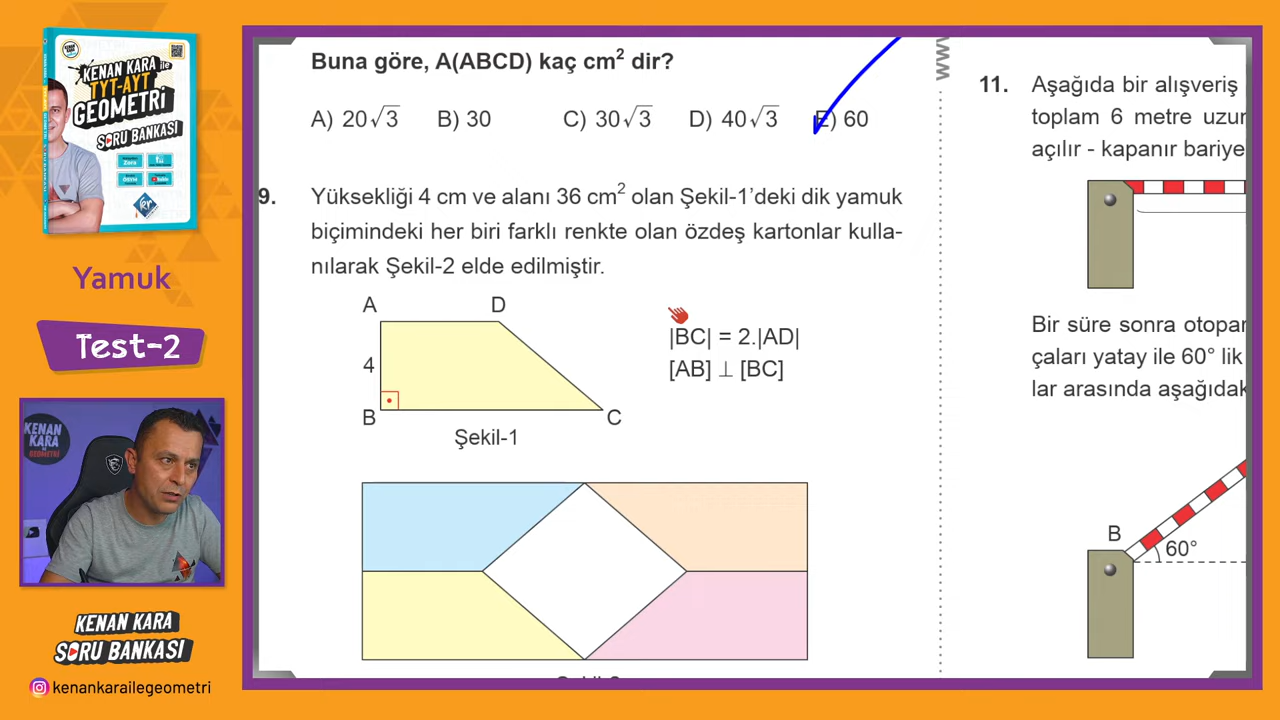 KENAN KARA ile
TYT-AYT
GEOMETRİ
SORU BANKASI
Yamuk
Test-2
KENAN
KARA
GEOMETRİ
KENAN KARA
SORU BANKASI
kenankarailegeometri
Buna göre, A(ABCD) kaç cm² dir?
A) 20√3 B) 30 C) 30√3 D) 40√3 E) 60
9. Yüksekliği 4 cm ve alanı 36 cm² olan Şekil-1'deki dik yamuk
biçimindeki her biri farklı renkte olan özdeş kartonlar kulla-
nılarak Şekil-2 elde edilmiştir.
A D
4
B C
Şekil-1
|BC| = 2.|AD|
[AB] ⊥ [BC]
11. Aşağıda bir alışveriş
toplam 6 metre uzun
açılır - kapanır bariye
Bir süre sonra otopar
çaları yatay ile 60° lik
lar arasında aşağıdak
B
60°